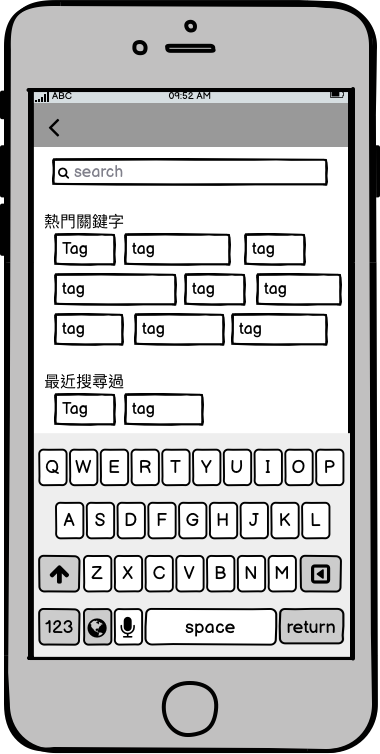 ABC 09:52 AM
search
熱門關鍵字
Tag tag tag
tag tag tag
tag tag tag
最近搜尋過
Tag tag
Q W E R T Y U I O P
A S D F G H J K L
Z X C V B N M
123 space return